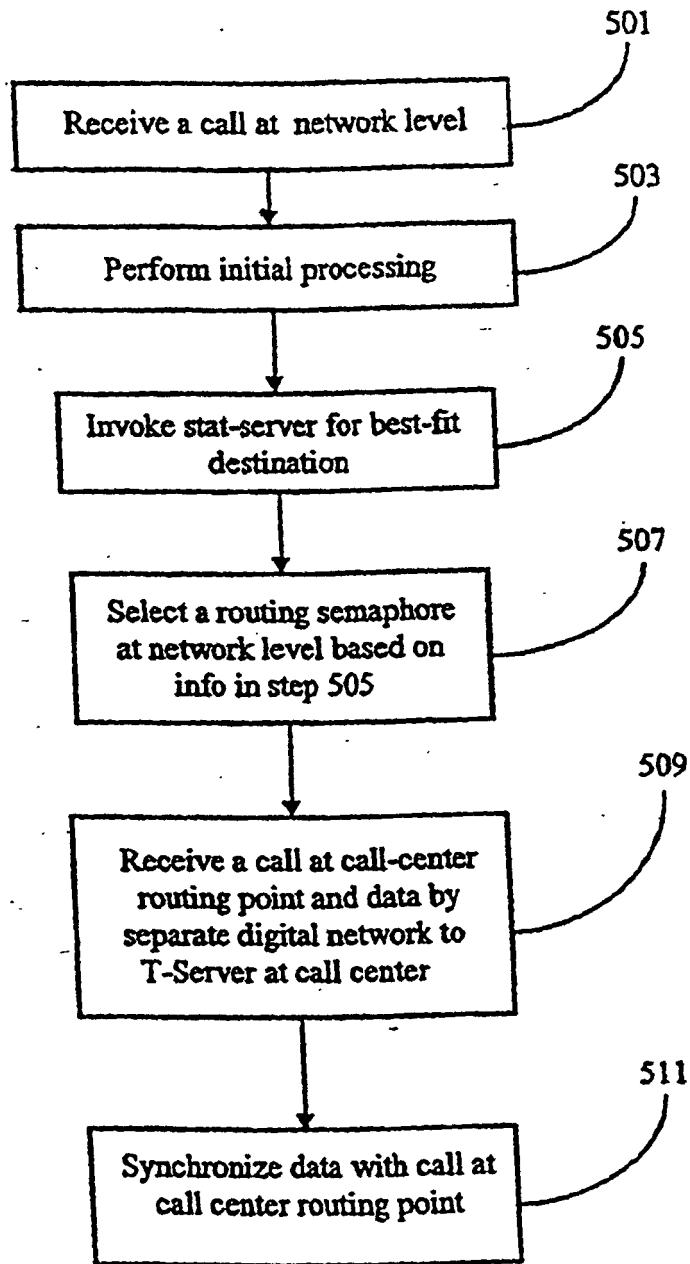 501
Receive a call at network level
503
Perform initial processing
505
Invoke stat-server for best-fit
destination
507
Select a routing semaphore
at network level based on
info in step 505
509
Receive a call at call-center
routing point and data by
separate digital network to
T-Server at call center
511
Synchronize data with call at
call center routing point